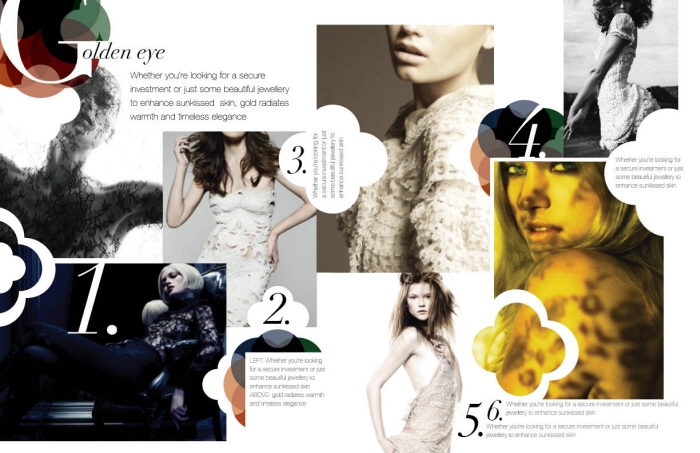 Golden eye
Whether you're looking for a secure
investment or just some beautiful jewellery
to enhance sunkissed skin, gold radiates
warmth and timeless elegance
3.
Whether you're looking for
a secure investment or just
some beautiful jewellery to
enhance sunkissed skin
4.
Whether you're looking for
a secure investment or just
some beautiful jewellery to
enhance sunkissed skin
1.
2.
LEFT: Whether you're looking
for a secure investment or just
some beautiful jewellery to
enhance sunkissed skin
ABOVE: gold radiates warmth
and timeless elegance
6.
Whether you're looking for a secure investment or just some beautiful
jewellery to enhance sunkissed skin
5.
Whether you're looking for a secure investment or just some beautiful
jewellery to enhance sunkissed skin